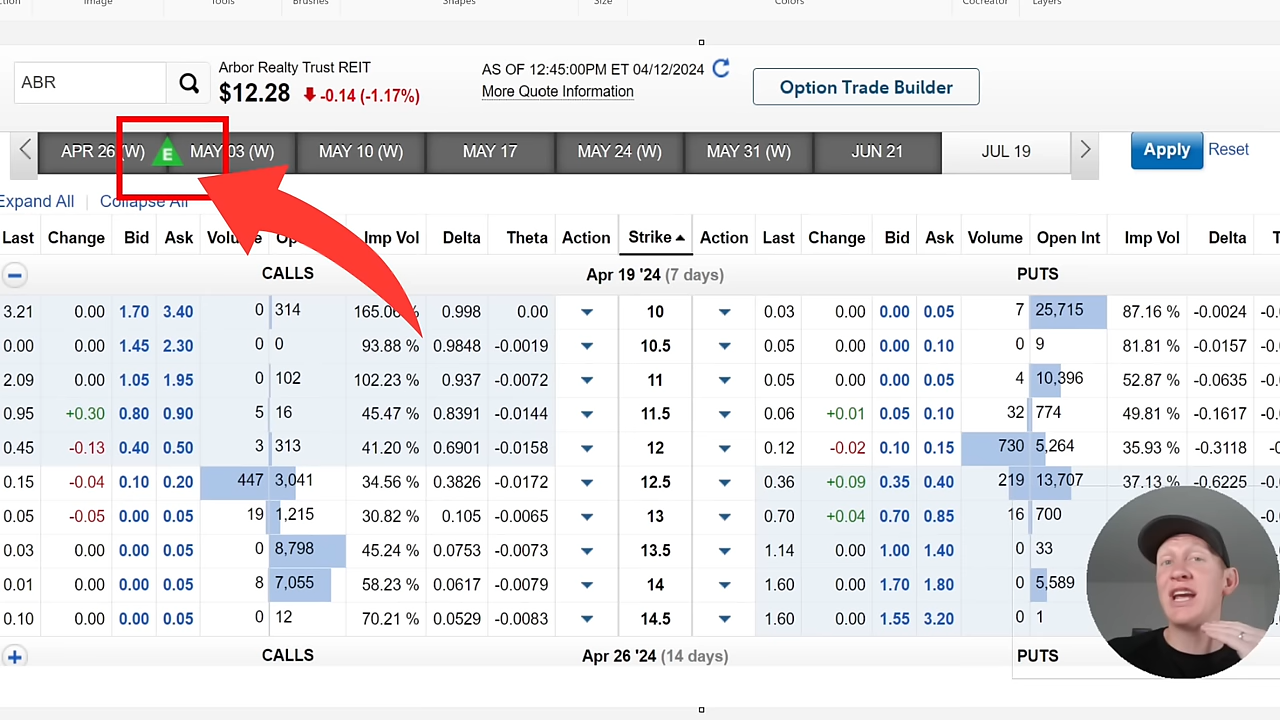 Image Tools Brushes Shapes Size Colors Cocreator Layers
ABR
Arbor Realty Trust REIT
$12.28 -0.14 (-1.17%)
AS OF 12:45:00PM ET 04/12/2024
More Quote Information
Option Trade Builder
APR 26 (W) E MAY 03 (W) MAY 10 (W) MAY 17 MAY 24 (W) MAY 31 (W) JUN 21 JUL 19 Apply Reset
Expand All | Collapse All
Last Change Bid Ask Volume Imp Vol Delta Theta Action Strike Action Last Change Bid Ask Volume Open Int Imp Vol Delta
CALLS Apr 19 '24 (7 days) PUTS
3.21 0.00 1.70 3.40 0 314 165.06 % 0.998 0.00 10 0.03 0.00 0.00 0.05 7 25,715 87.16 % -0.0024 -0.
0.00 0.00 1.45 2.30 0 0 93.88 % 0.9848 -0.0019 10.5 0.05 0.00 0.00 0.10 0 9 81.81 % -0.0157 -0.
2.09 0.00 1.05 1.95 0 102 102.23 % 0.937 -0.0072 11 0.05 0.00 0.00 0.05 4 10,396 52.87 % -0.0635 -0.
0.95 +0.30 0.80 0.90 5 16 45.47 % 0.8391 -0.0144 11.5 0.06 +0.01 0.05 0.10 32 774 49.81 % -0.1617 -0.
0.45 -0.13 0.40 0.50 3 313 41.20 % 0.6901 -0.0158 12 0.12 -0.02 0.10 0.15 730 5,264 35.93 % -0.3118 -0.
0.15 -0.04 0.10 0.20 447 3,041 34.56 % 0.3826 -0.0172 12.5 0.36 +0.09 0.35 0.40 219 13,707 37.13 % -0.6225 -0.
0.05 -0.05 0.00 0.05 19 1,215 30.82 % 0.105 -0.0065 13 0.70 +0.04 0.70 0.85 16 700
0.03 0.00 0.00 0.05 0 8,798 45.24 % 0.0753 -0.0073 13.5 1.14 0.00 1.00 1.40 0 33
0.01 0.00 0.00 0.05 8 7,055 58.23 % 0.0617 -0.0079 14 1.60 0.00 1.70 1.80 0 5,589
0.10 0.00 0.00 0.05 0 12 70.21 % 0.0529 -0.0083 14.5 1.60 0.00 1.55 3.20 0 1
CALLS Apr 26 '24 (14 days) PUTS